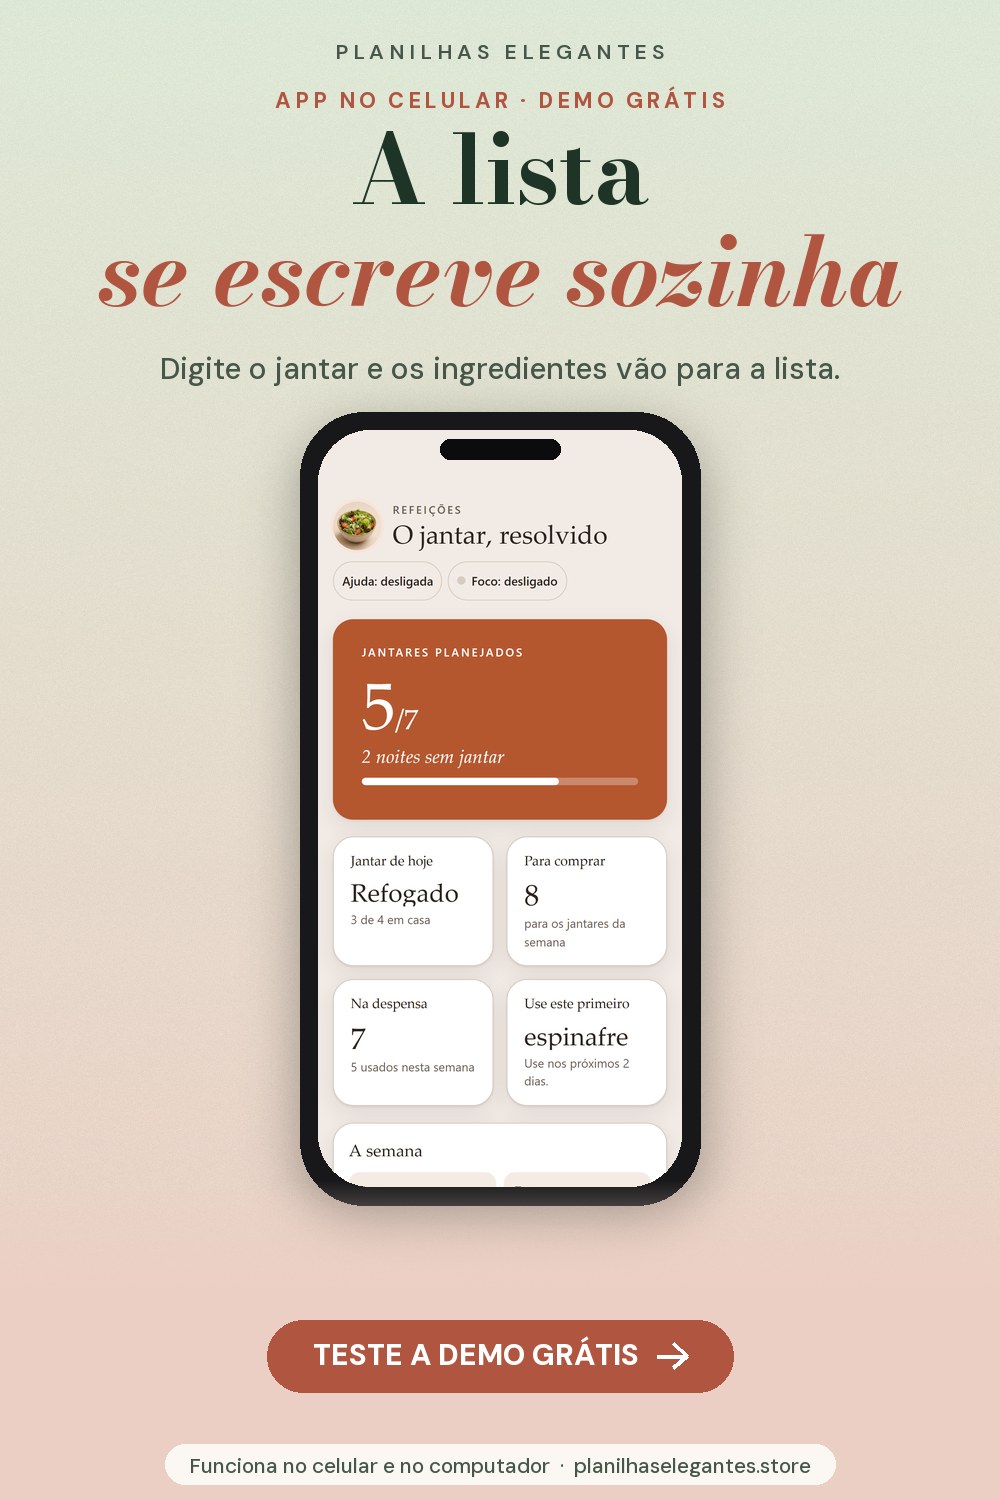 PLANILHAS ELEGANTES
APP NO CELULAR · DEMO GRÁTIS
A lista
se escreve sozinha
Digite o jantar e os ingredientes vão para a lista.
REFEIÇÕES
O jantar, resolvido
Ajuda: desligada
Foco: desligado
JANTARES PLANEJADOS
5/7
2 noites sem jantar
Jantar de hoje
Refogado
3 de 4 em casa
Para comprar
8
para os jantares da
semana
Na despensa
7
5 usados nesta semana
Use este primeiro
espinafre
Use nos próximos 2
dias.
A semana
TESTE A DEMO GRÁTIS →
Funciona no celular e no computador · planilhaselegantes.store